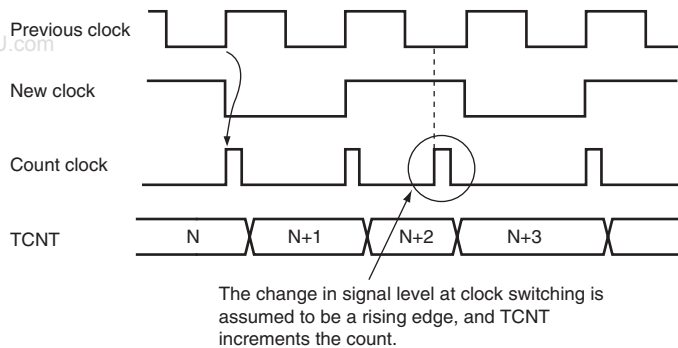 Previous clock
U.com
New clock
Count clock
TCNT
N
N+1
N+2
N+3
The change in signal level at clock switching is
assumed to be a rising edge, and TCNT
increments the count.